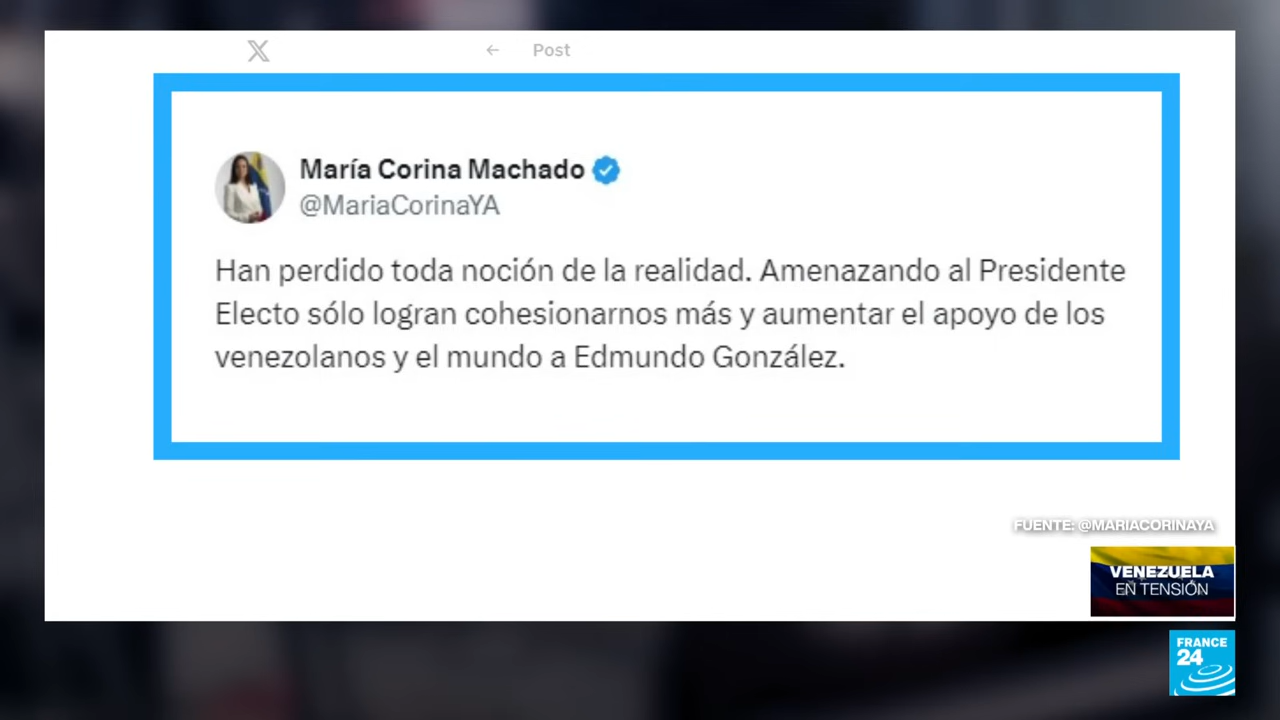 Post
María Corina Machado
@MariaCorinaYA
Han perdido toda noción de la realidad. Amenazando al Presidente
Electo sólo logran cohesionarnos más y aumentar el apoyo de los
venezolanos y el mundo a Edmundo González.
FUENTE: @MARIACORINAYA
VENEZUELA
EN TENSIÓN
FRANCE
24